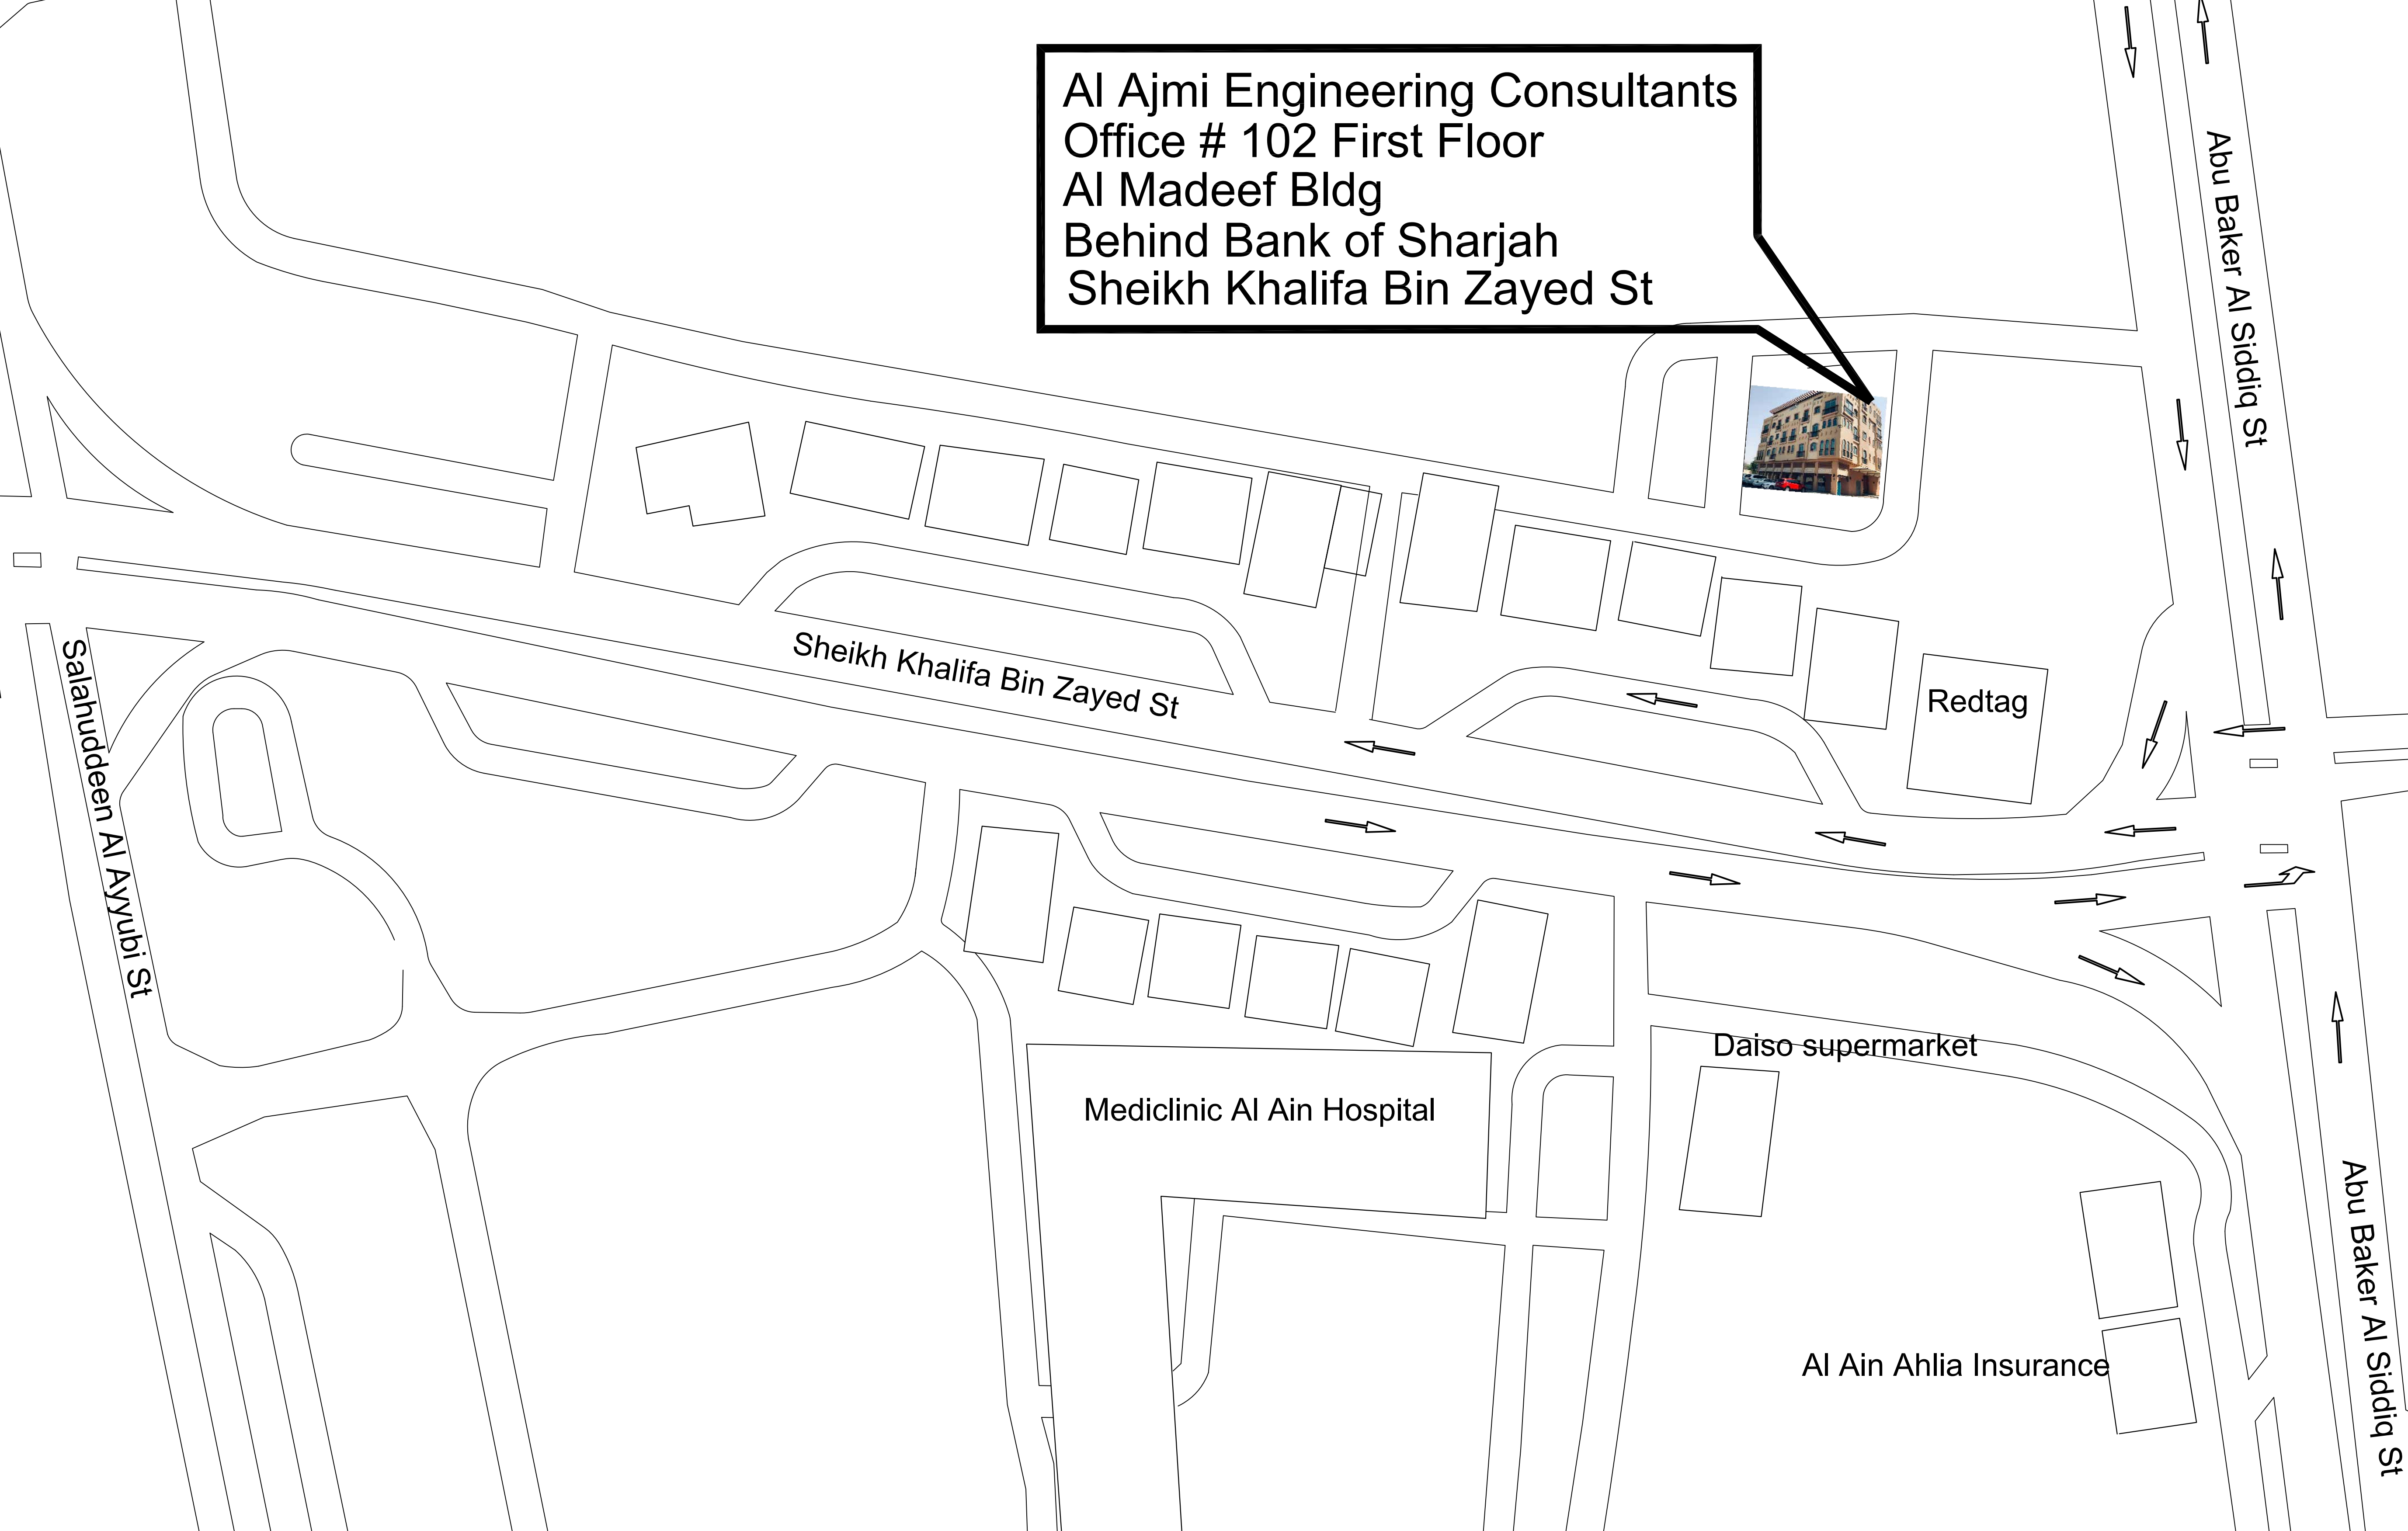 Al Ajmi Engineering Consultants
Office # 102 First Floor
Al Madeef Bldg
Behind Bank of Sharjah
Sheikh Khalifa Bin Zayed St
Abu Baker Al Siddiq St
Sheikh Khalifa Bin Zayed St
Redtag
Salahuddeen Al Ayyubi St
Daiso supermarket
Mediclinic Al Ain Hospital
Abu Baker Al Siddiq St
Al Ain Ahlia Insurance